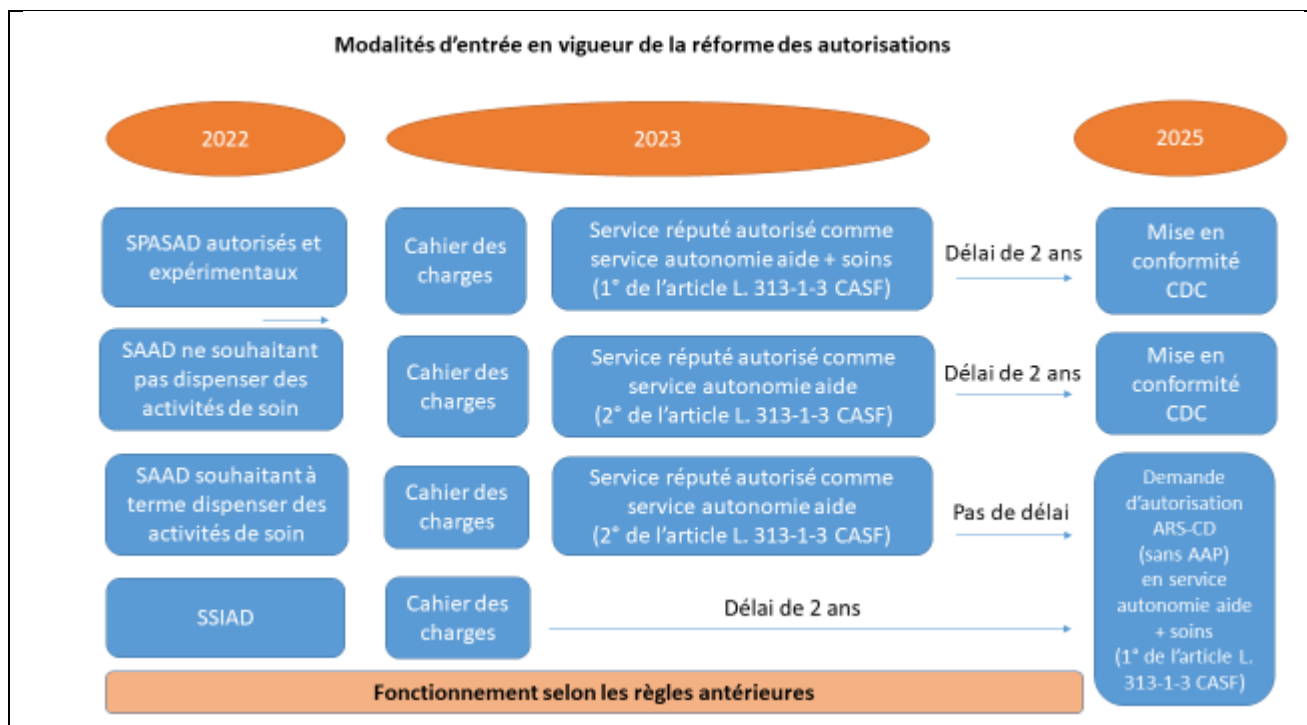 Modalités d'entrée en vigueur de la réforme des autorisations
2022
2023
2025
SPASAD autorisés et
expérimentaux
Cahier des
charges
Service réputé autorisé comme
service autonomie aide + soins
(1° de l'article L. 313-1-3 CASF)
Délai de 2 ans
Mise en
conformité
CDC
SAAD ne souhaitant
pas dispenser des
activités de soin
Cahier des
charges
Service réputé autorisé comme
service autonomie aide
(2° de l'article L. 313-1-3 CASF)
Délai de 2 ans
Mise en
conformité
CDC
SAAD souhaitant à
terme dispenser des
activités de soin
Cahier des
charges
Service réputé autorisé comme
service autonomie aide
(2° de l'article L. 313-1-3 CASF)
Pas de délai
Demande
d'autorisation
ARS-CD
(sans AAP)
en service
autonomie aide
+ soins
(1° de l'article L.
313-1-3 CASF)
SSIAD
Cahier des
charges
Délai de 2 ans
Fonctionnement selon les règles antérieures